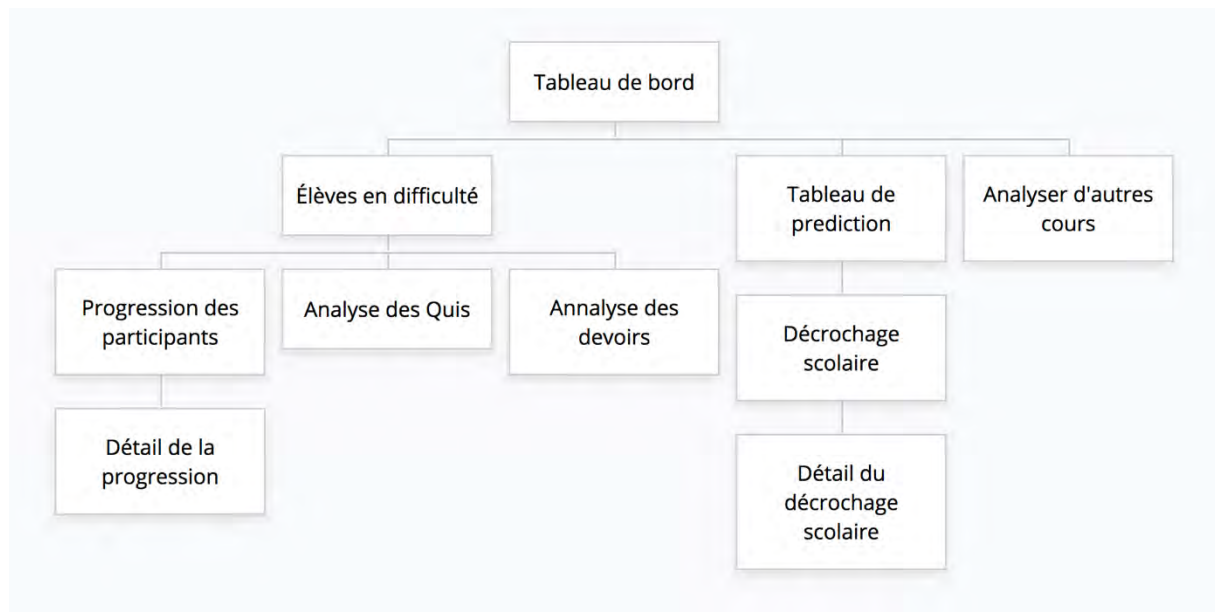 Tableau de bord
Élèves en difficulté
Tableau de
prediction
Analyser d'autres
cours
Progression des
participants
Analyse des Quis
Annalyse des
devoirs
Décrochage
scolaire
Détail de la
progression
Détail du
décrochage
scolaire